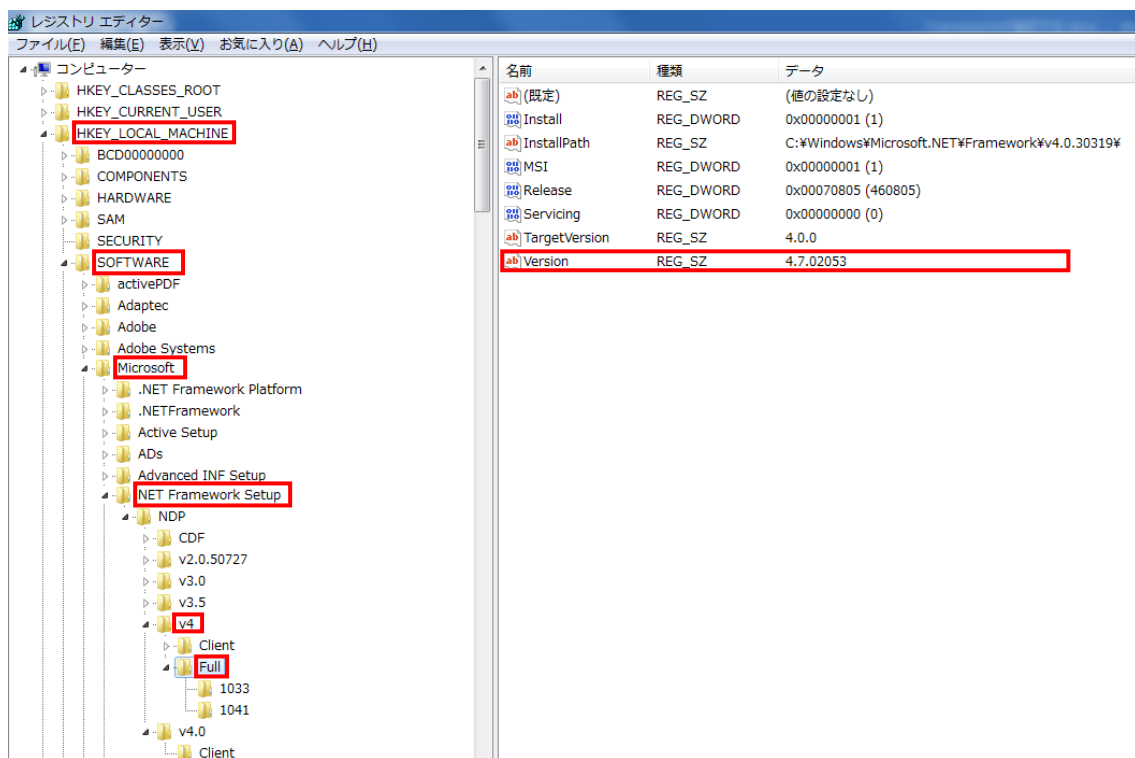 レジストリ エディター
ファイル(F) 編集(E) 表示(V) お気に入り(A) ヘルプ(H)
コンピューター
HKEY_CLASSES_ROOT
HKEY_CURRENT_USER
HKEY_LOCAL_MACHINE
BCD00000000
COMPONENTS
HARDWARE
SAM
SECURITY
SOFTWARE
activePDF
Adaptec
Adobe
Adobe Systems
Microsoft
.NET Framework Platform
.NETFramework
Active Setup
ADs
Advanced INF Setup
NET Framework Setup
NDP
CDF
v2.0.50727
v3.0
v3.5
v4
Client
Full
1033
1041
v4.0
Client
名前 種類 データ
(既定) REG_SZ (値の設定なし)
Install REG_DWORD 0x00000001 (1)
InstallPath REG_SZ C:¥Windows¥Microsoft.NET¥Framework¥v4.0.30319¥
MSI REG_DWORD 0x00000001 (1)
Release REG_DWORD 0x00070805 (460805)
Servicing REG_DWORD 0x00000000 (0)
TargetVersion REG_SZ 4.0.0
Version REG_SZ 4.7.02053